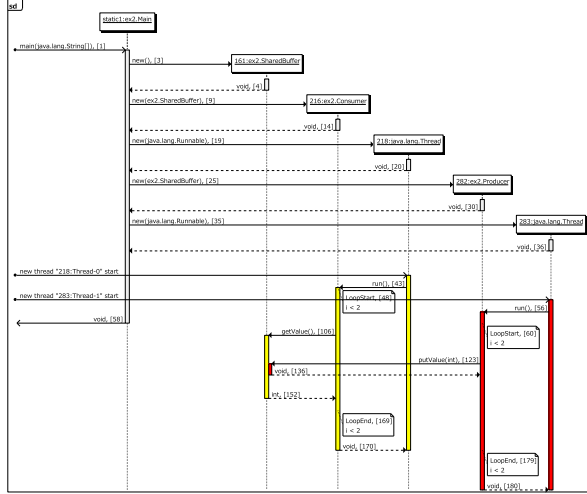 sd
static1:ex2.Main
main(java.lang.String[]), [1]
new(), [3]
161:ex2.SharedBuffer
void, [4]
new(ex2.SharedBuffer), [9]
216:ex2.Consumer
void, [14]
new(java.lang.Runnable), [19]
218:java.lang.Thread
void, [20]
new(ex2.SharedBuffer), [25]
282:ex2.Producer
void, [30]
new(java.lang.Runnable), [35]
283:java.lang.Thread
void, [36]
new thread "218:Thread-0" start
run(), [43]
new thread "283:Thread-1" start
LoopStart, [48]
i < 2
run(), [56]
void, [58]
getValue(), [106]
LoopStart, [60]
i < 2
putValue(int), [123]
void, [136]
int, [152]
LoopEnd, [169]
i < 2
void, [170]
LoopEnd, [179]
i < 2
void, [180]